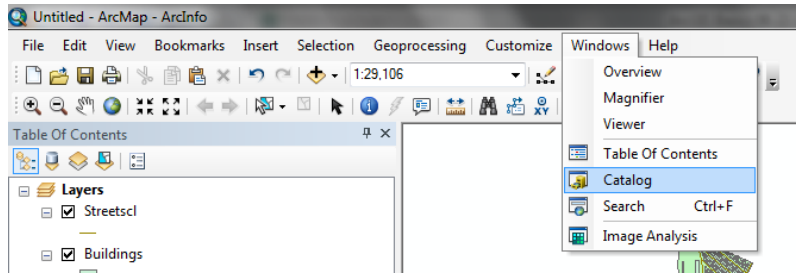 Untitled - ArcMap - ArcInfo
File Edit View Bookmarks Insert Selection Geoprocessing Customize Windows Help
1:29,106
Overview
Magnifier
Viewer
Table Of Contents
Catalog
Search Ctrl+F
Image Analysis
XY
Table Of Contents
Layers
Streetscl
Buildings